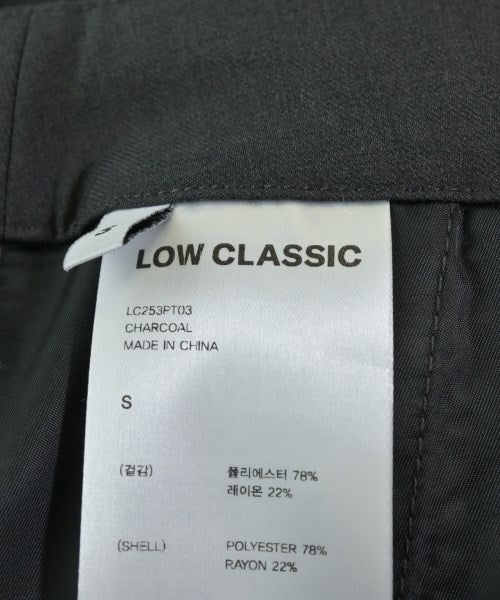 S
LOW CLASSIC
LC253PT03
CHARCOAL
MADE IN CHINA
S
(겉감) 폴리에스터 78%
레이온 22%
(SHELL) POLYESTER 78%
RAYON 22%